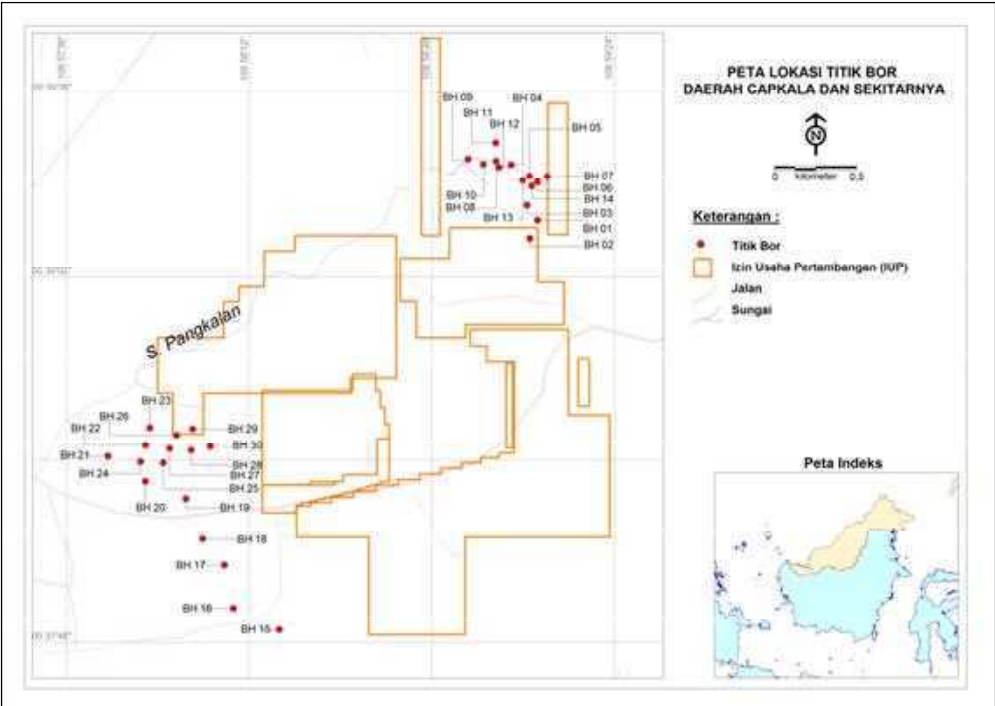 PETA LOKASI TITIK BOR
DAERAH CAPKALA DAN SEKITARNYA
N
0 kilometer 0,5
Keterangan :
Titik Bor
Izin Usaha Pertambangan (IUP)
Jalan
Sungai
Peta Indeks
BH 09
BH 04
BH 11
BH 12
BH 05
BH 07
BH 06
BH 10
BH 14
BH 08
BH 03
BH 13
BH 01
BH 02
S. Pangkalan
BH 23
BH 26
BH 22
BH 29
BH 30
BH 21
BH 28
BH 24
BH 27
BH 25
BH 20
BH 19
BH 18
BH 17
BH 16
BH 15